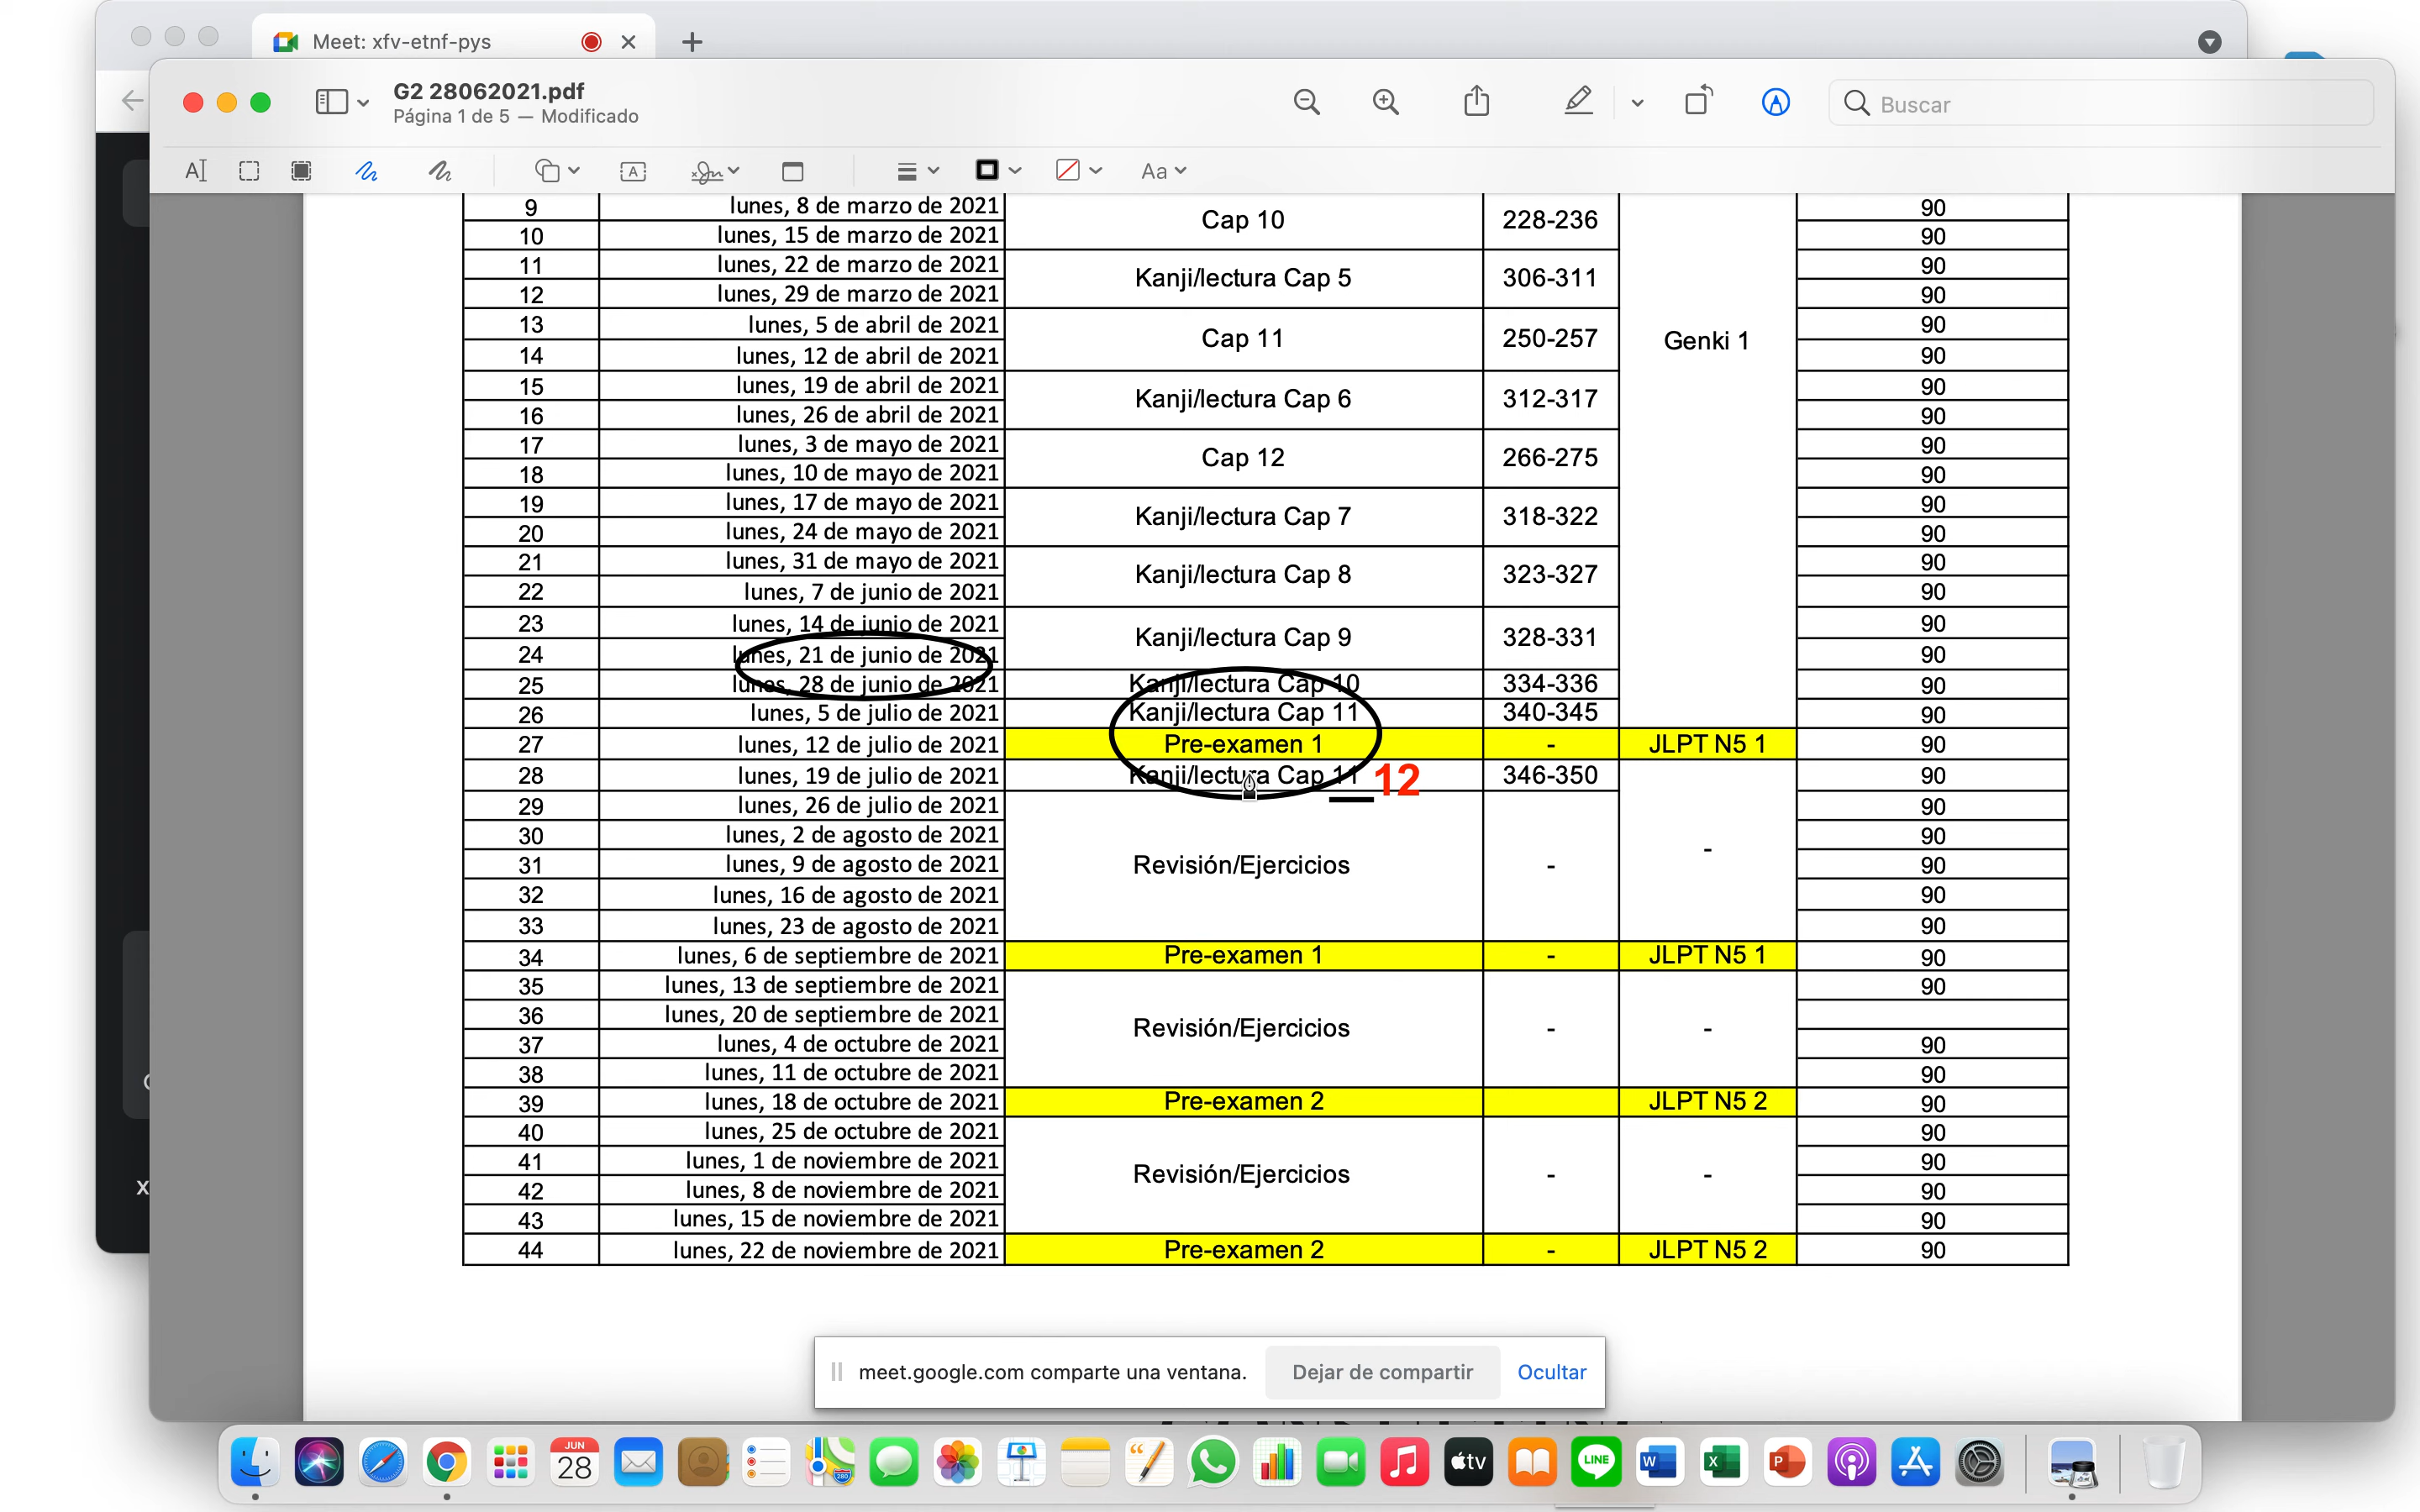 Meet: xfv-etnf-pys
G2 28062021.pdf
Página 1 de 5 — Modificado
Buscar
Aa
9 lunes, 8 de marzo de 2021 Cap 10 228-236 90
10 lunes, 15 de marzo de 2021 90
11 lunes, 22 de marzo de 2021 Kanji/lectura Cap 5 306-311 90
12 lunes, 29 de marzo de 2021 90
13 lunes, 5 de abril de 2021 Cap 11 250-257 Genki 1 90
14 lunes, 12 de abril de 2021 90
15 lunes, 19 de abril de 2021 Kanji/lectura Cap 6 312-317 90
16 lunes, 26 de abril de 2021 90
17 lunes, 3 de mayo de 2021 Cap 12 266-275 90
18 lunes, 10 de mayo de 2021 90
19 lunes, 17 de mayo de 2021 Kanji/lectura Cap 7 318-322 90
20 lunes, 24 de mayo de 2021 90
21 lunes, 31 de mayo de 2021 Kanji/lectura Cap 8 323-327 90
22 lunes, 7 de junio de 2021 90
23 lunes, 14 de junio de 2021 Kanji/lectura Cap 9 328-331 90
24 lunes, 21 de junio de 2021 90
25 lunes, 28 de junio de 2021 Kanji/lectura Cap 10 334-336 90
26 lunes, 5 de julio de 2021 Kanji/lectura Cap 11 340-345 90
27 lunes, 12 de julio de 2021 Pre-examen 1 - JLPT N5 1 90
28 lunes, 19 de julio de 2021 Kanji/lectura Cap 11 12 346-350 90
29 lunes, 26 de julio de 2021 90
30 lunes, 2 de agosto de 2021 90
31 lunes, 9 de agosto de 2021 Revisión/Ejercicios - - 90
32 lunes, 16 de agosto de 2021 90
33 lunes, 23 de agosto de 2021 90
34 lunes, 6 de septiembre de 2021 Pre-examen 1 - JLPT N5 1 90
35 lunes, 13 de septiembre de 2021 90
36 lunes, 20 de septiembre de 2021 Revisión/Ejercicios - -
37 lunes, 4 de octubre de 2021 90
38 lunes, 11 de octubre de 2021 90
39 lunes, 18 de octubre de 2021 Pre-examen 2 JLPT N5 2 90
40 lunes, 25 de octubre de 2021 90
41 lunes, 1 de noviembre de 2021 Revisión/Ejercicios - - 90
42 lunes, 8 de noviembre de 2021 90
43 lunes, 15 de noviembre de 2021 90
44 lunes, 22 de noviembre de 2021 Pre-examen 2 - JLPT N5 2 90
meet.google.com comparte una ventana. Dejar de compartir Ocultar
JUN
28
tv
LINE
W
X
P